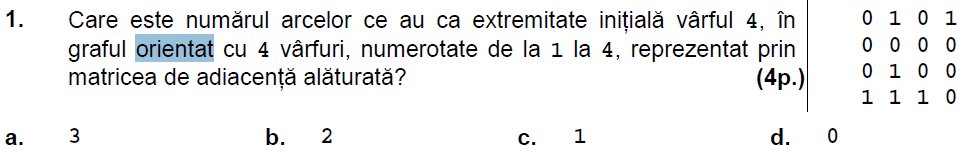 1. Care este numărul arcelor ce au ca extremitate inițială vârful 4, în
graful orientat cu 4 vârfuri, numerotate de la 1 la 4, reprezentat prin
matricea de adiacență alăturată? (4p.)
0 1 0 1
0 0 0 0
0 1 0 0
1 1 1 0
a. 3 b. 2 c. 1 d. 0